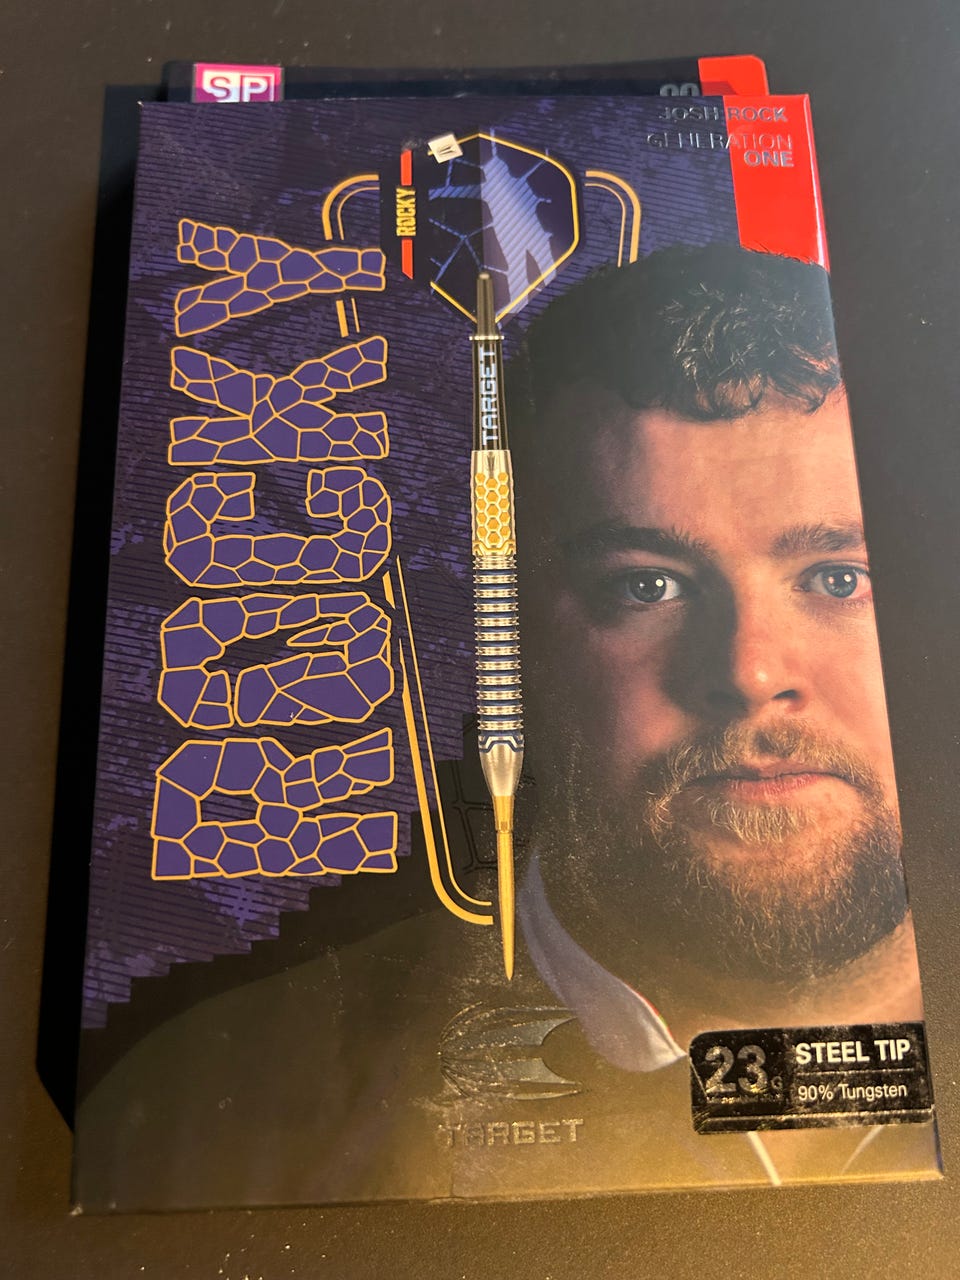 SP
JOSH ROCK
GENERATION
ONE
ROCKY
TARGET
ROCKY
TARGET
23G
STEEL TIP
90% Tungsten